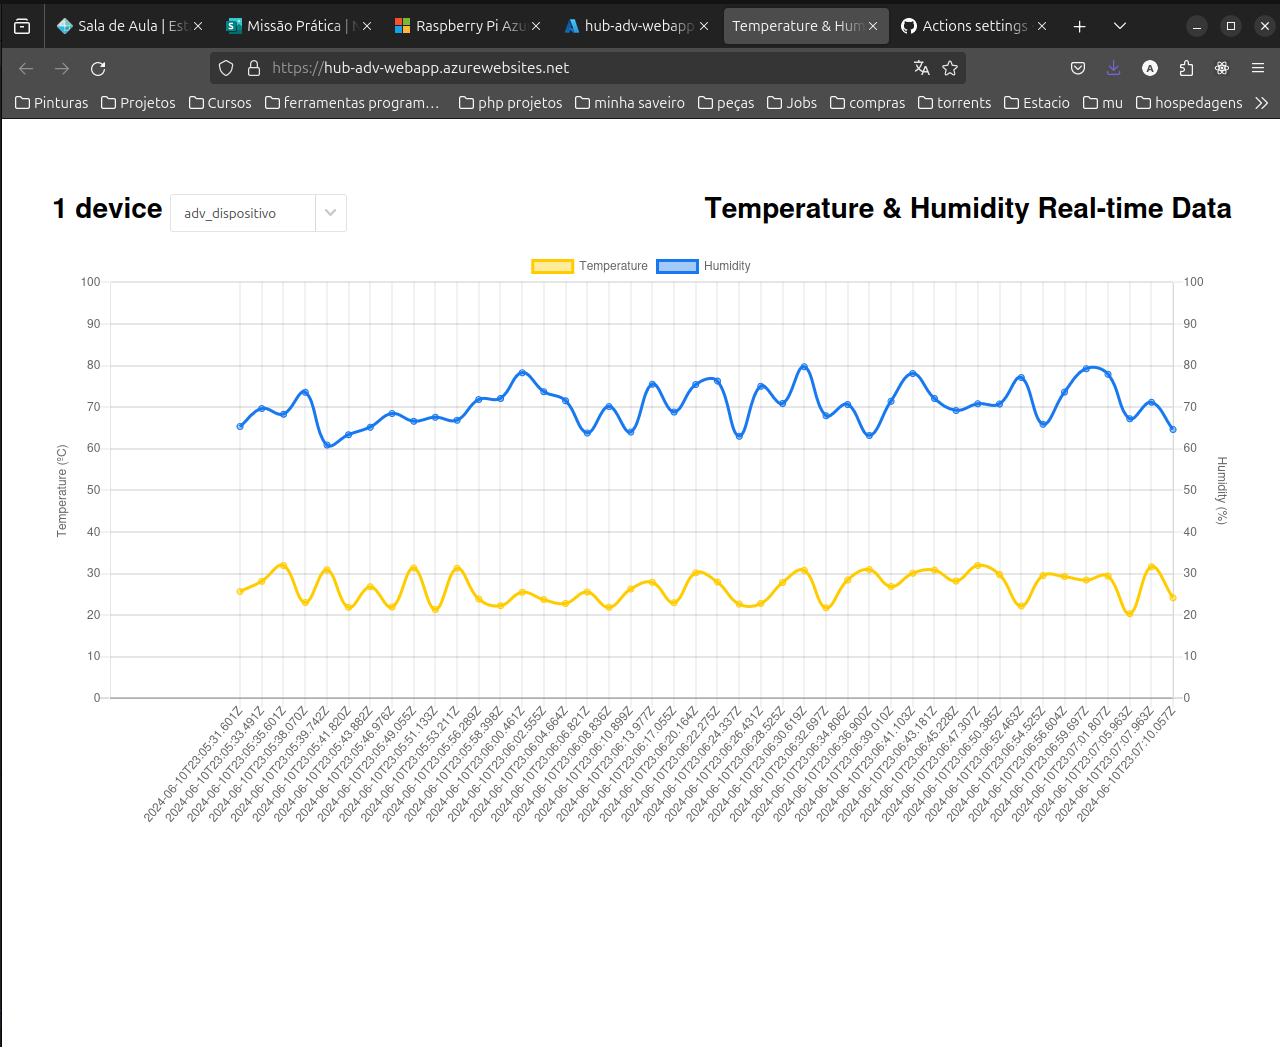 Sala de Aula | Est
Missão Prática | N
Raspberry Pi Azu
hub-adv-webapp
Temperature & Hum
Actions settings
https://hub-adv-webapp.azurewebsites.net
Pinturas
Projetos
Cursos
ferramentas program…
php projetos
minha saveiro
peças
Jobs
compras
torrents
Estacio
mu
hospedagens
1 device
adv_dispositivo
Temperature & Humidity Real-time Data
Temperature
Humidity
100
90
80
70
60
50
40
30
20
10
0
Temperature (ºC)
100
90
80
70
60
50
40
30
20
10
0
Humidity (%)
2024-06-10T23:05:31.601Z
2024-06-10T23:05:33.491Z
2024-06-10T23:05:35.601Z
2024-06-10T23:05:38.070Z
2024-06-10T23:05:39.742Z
2024-06-10T23:05:41.820Z
2024-06-10T23:05:43.882Z
2024-06-10T23:05:46.976Z
2024-06-10T23:05:49.055Z
2024-06-10T23:05:51.133Z
2024-06-10T23:05:53.211Z
2024-06-10T23:05:56.289Z
2024-06-10T23:05:58.398Z
2024-06-10T23:06:00.461Z
2024-06-10T23:06:02.555Z
2024-06-10T23:06:04.664Z
2024-06-10T23:06:06.821Z
2024-06-10T23:06:08.836Z
2024-06-10T23:06:10.899Z
2024-06-10T23:06:13.977Z
2024-06-10T23:06:17.055Z
2024-06-10T23:06:20.164Z
2024-06-10T23:06:22.275Z
2024-06-10T23:06:24.337Z
2024-06-10T23:06:26.431Z
2024-06-10T23:06:28.525Z
2024-06-10T23:06:30.619Z
2024-06-10T23:06:32.697Z
2024-06-10T23:06:34.806Z
2024-06-10T23:06:36.900Z
2024-06-10T23:06:39.010Z
2024-06-10T23:06:41.103Z
2024-06-10T23:06:43.181Z
2024-06-10T23:06:45.228Z
2024-06-10T23:06:47.307Z
2024-06-10T23:06:50.385Z
2024-06-10T23:06:52.463Z
2024-06-10T23:06:54.525Z
2024-06-10T23:06:56.604Z
2024-06-10T23:06:59.697Z
2024-06-10T23:07:01.807Z
2024-06-10T23:07:05.963Z
2024-06-10T23:07:07.963Z
2024-06-10T23:07:10.057Z